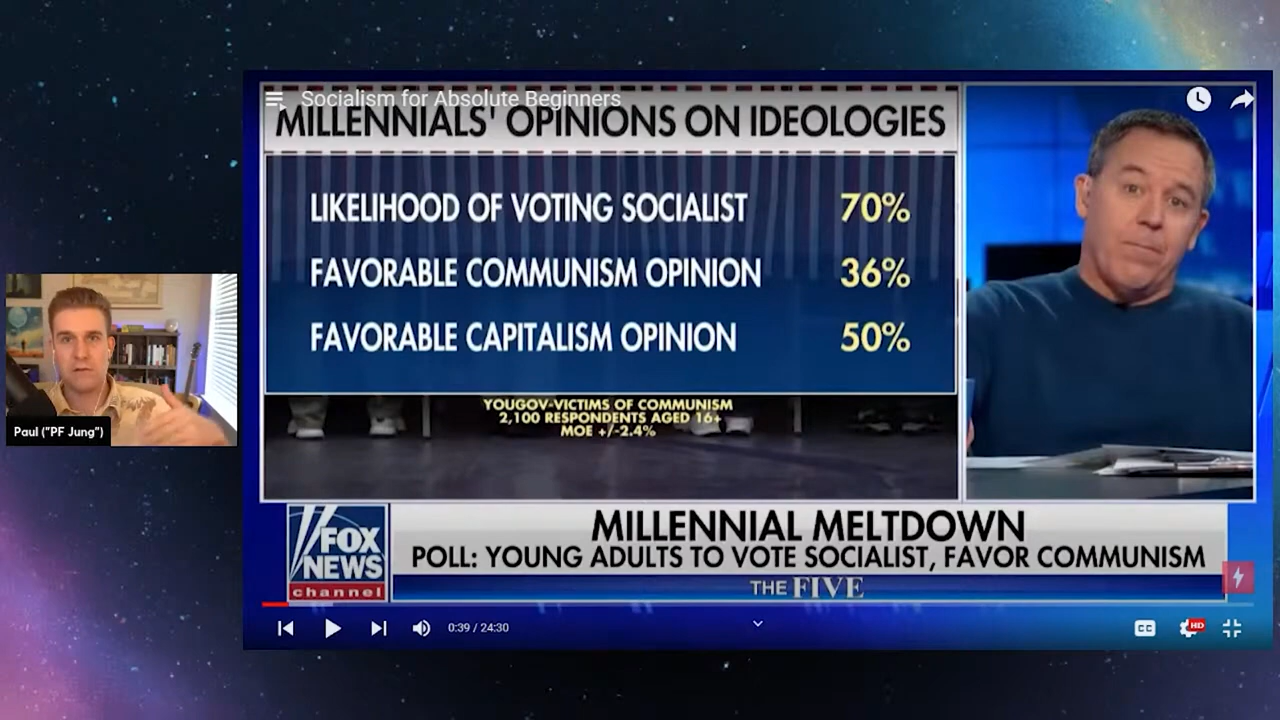 Socialism for Absolute Beginners
MILLENNIALS' OPINIONS ON IDEOLOGIES
LIKELIHOOD OF VOTING SOCIALIST 70%
FAVORABLE COMMUNISM OPINION 36%
FAVORABLE CAPITALISM OPINION 50%
YOUGOV-VICTIMS OF COMMUNISM
2,100 RESPONDENTS AGED 16+
MOE +/-2.4%
Paul ("PF Jung")
FOX
NEWS
channel
MILLENNIAL MELTDOWN
POLL: YOUNG ADULTS TO VOTE SOCIALIST, FAVOR COMMUNISM
THE FIVE
0:39 / 24:30
CC
HD